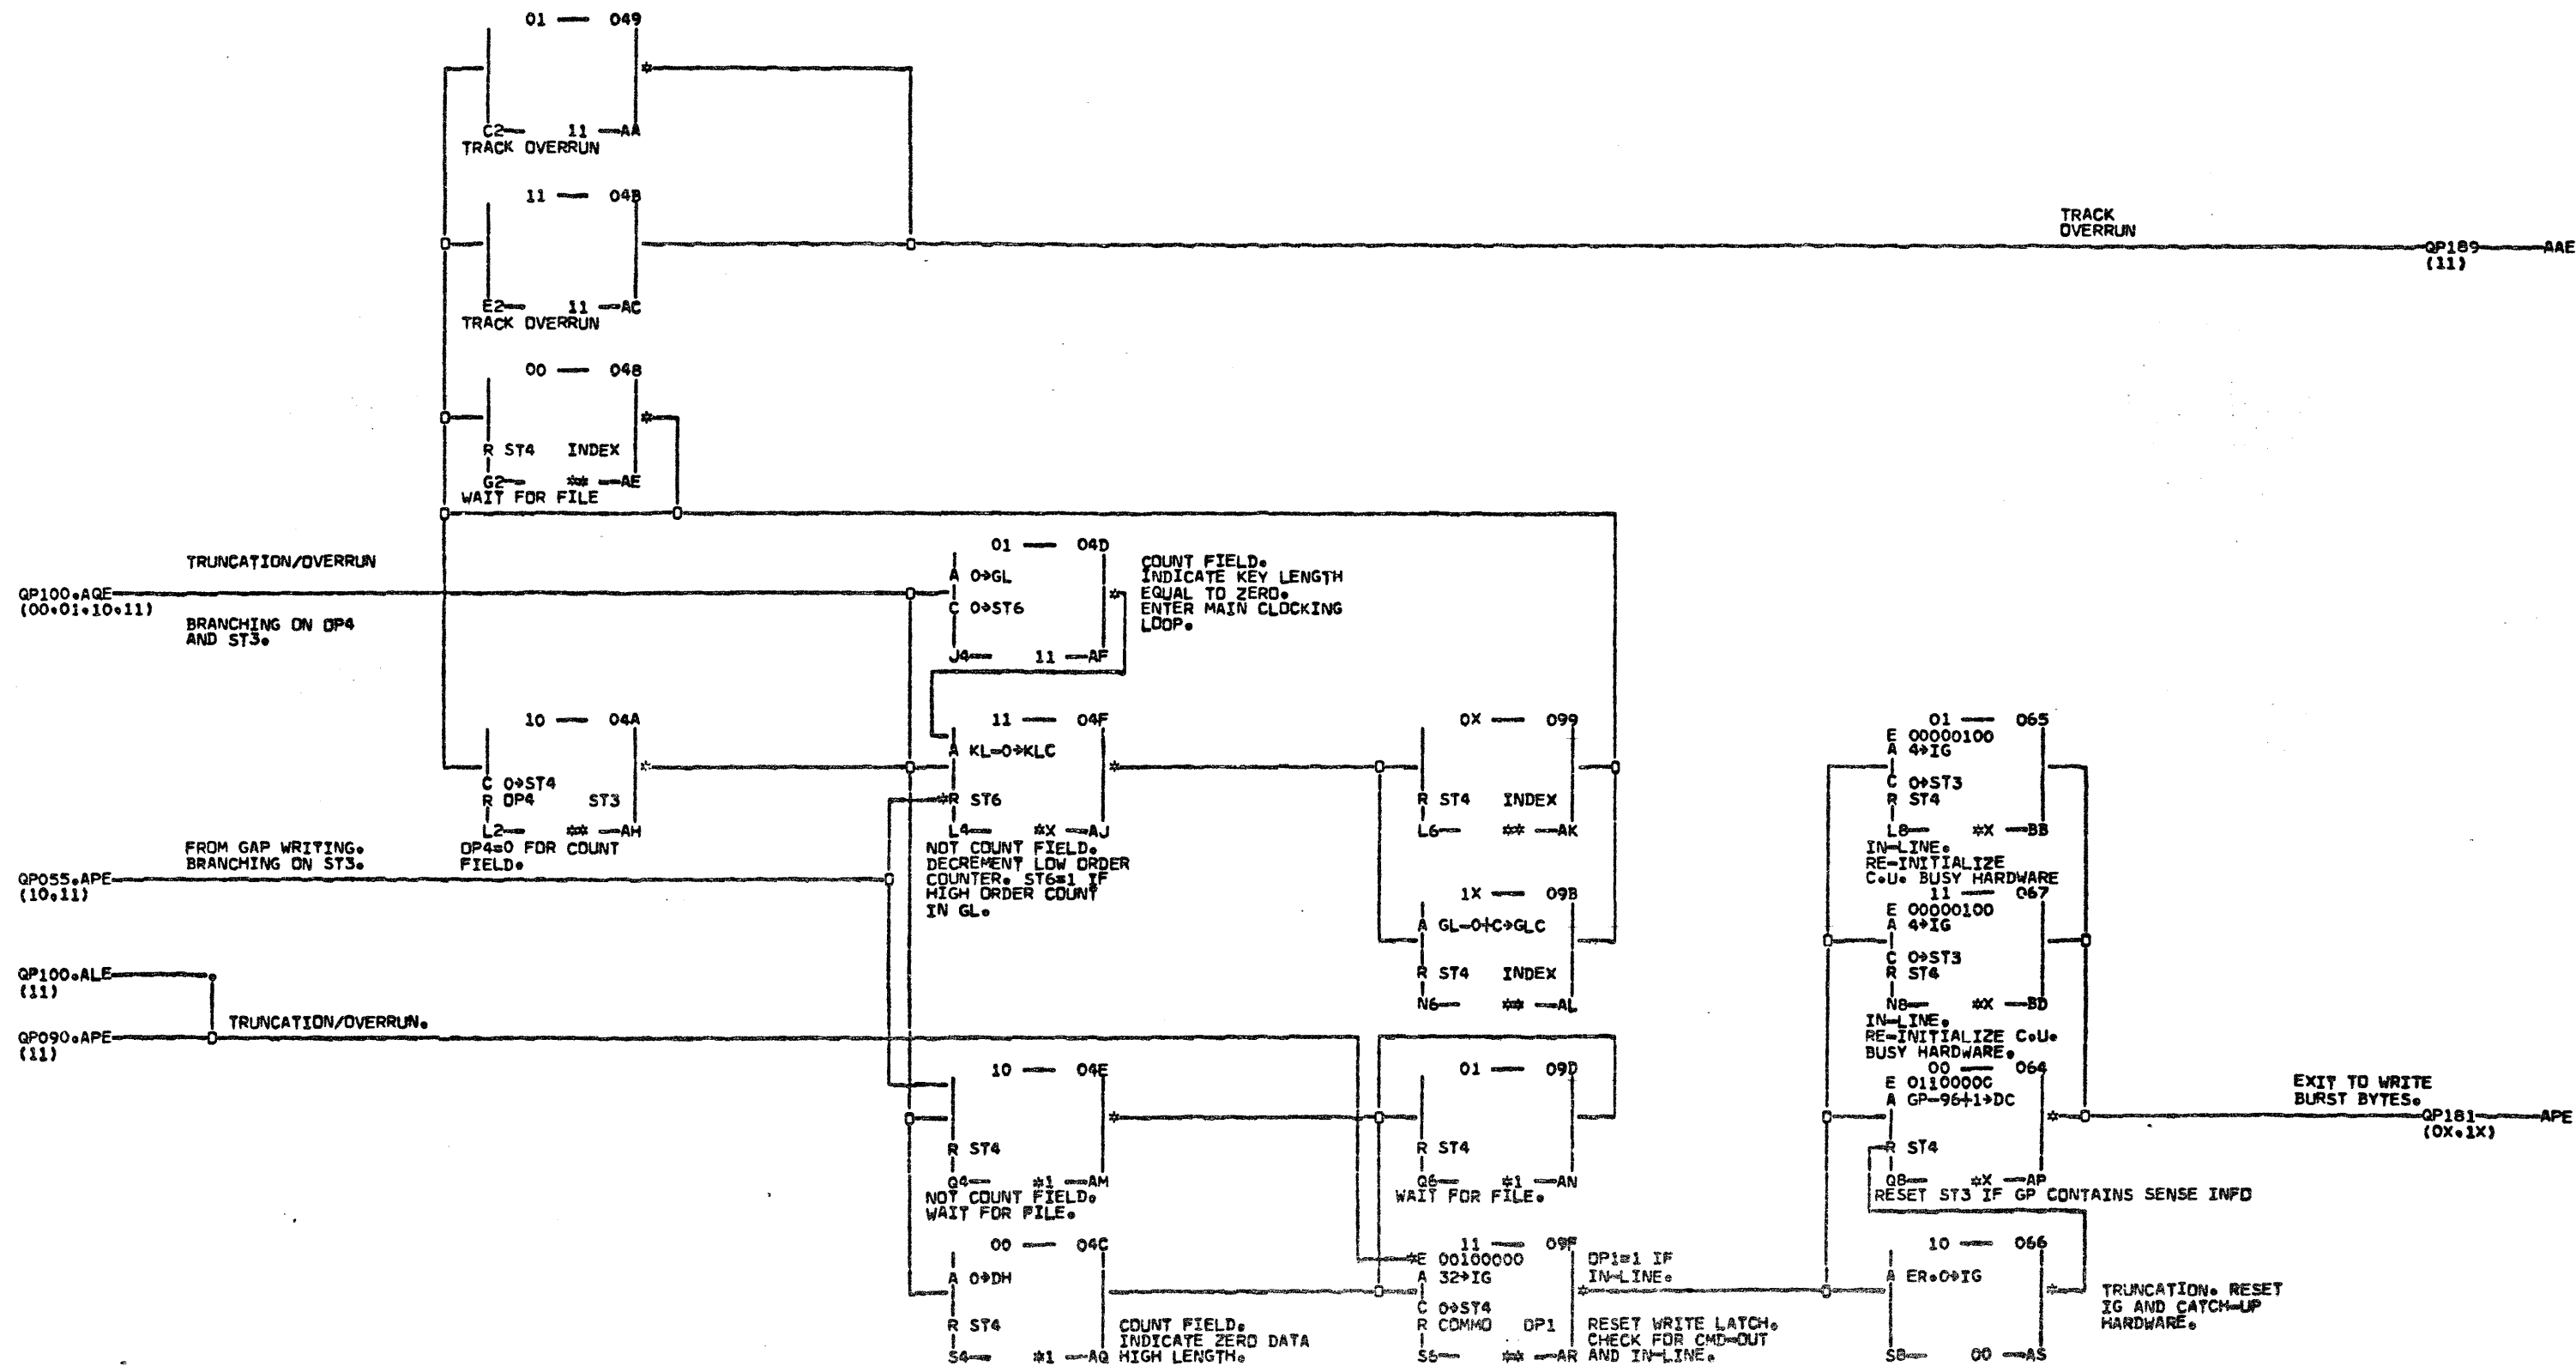 01 — 049
*
C2— 11 —AA
TRACK OVERRUN
11 — 04B
E2— 11 —AC
TRACK OVERRUN
TRACK
OVERRUN
QP189 AAE
(11)
00 — 048
*
R ST4 INDEX
G2— ** —AE
WAIT FOR FILE
TRUNCATION/OVERRUN
QP100.AQE
(00.01.10.11)
BRANCHING ON OP4
AND ST3.
01 — 04D
A 0→GL
*
C 0→ST6
J4— 11 —AF
COUNT FIELD.
INDICATE KEY LENGTH
EQUAL TO ZERO.
ENTER MAIN CLOCKING
LOOP.
10 — 04A
*
C 0→ST4
R OP4 ST3
L2— ** —AH
OP4=0 FOR COUNT
FIELD.
11 — 04F
A KL-0→KLC
*
*R ST6
L4— *X —AJ
NOT COUNT FIELD.
DECREMENT LOW ORDER
COUNTER. ST6=1 IF
HIGH ORDER COUNT
IN GL.
0X — 099
R ST4 INDEX
L6— ** —AK
01 — 065
E 00000100
A 4→IG
C 0→ST3
R ST4
L8— *X —BB
IN-LINE.
RE-INITIALIZE
C.U. BUSY HARDWARE
FROM GAP WRITING.
BRANCHING ON ST3.
QP055.APE
(10.11)
1X — 09B
A GL-0+C→GLC
R ST4 INDEX
N6— ** —AL
11 — 067
E 00000100
A 4→IG
C 0→ST3
R ST4
N8— *X —BD
IN-LINE.
RE-INITIALIZE C.U.
BUSY HARDWARE.
QP100.ALE
(11)
TRUNCATION/OVERRUN.
QP090.APE
(11)
10 — 04E
*
R ST4
Q4— *1 —AM
NOT COUNT FIELD.
WAIT FOR FILE.
01 — 09D
R ST4
Q6— *1 —AN
WAIT FOR FILE.
00 — 064
E 0110000C
A GP-96+1→DC
*
R ST4
Q8— *X —AP
RESET ST3 IF GP CONTAINS SENSE INFO
EXIT TO WRITE
BURST BYTES.
QP181 APE
(0X.1X)
00 — 04C
A 0→DH
R ST4
S4— *1 —AQ
COUNT FIELD.
INDICATE ZERO DATA
HIGH LENGTH.
11 — 09F
*E 00100000
A 32→IG
*
C 0→ST4
R COMMO OP1
S6— ** —AR
OP1=1 IF
IN-LINE.
RESET WRITE LATCH.
CHECK FOR CMD-OUT
AND IN-LINE.
10 — 066
A ER.0→IG
*
S8— 00 —AS
TRUNCATION. RESET
IG AND CATCH-UP
HARDWARE.